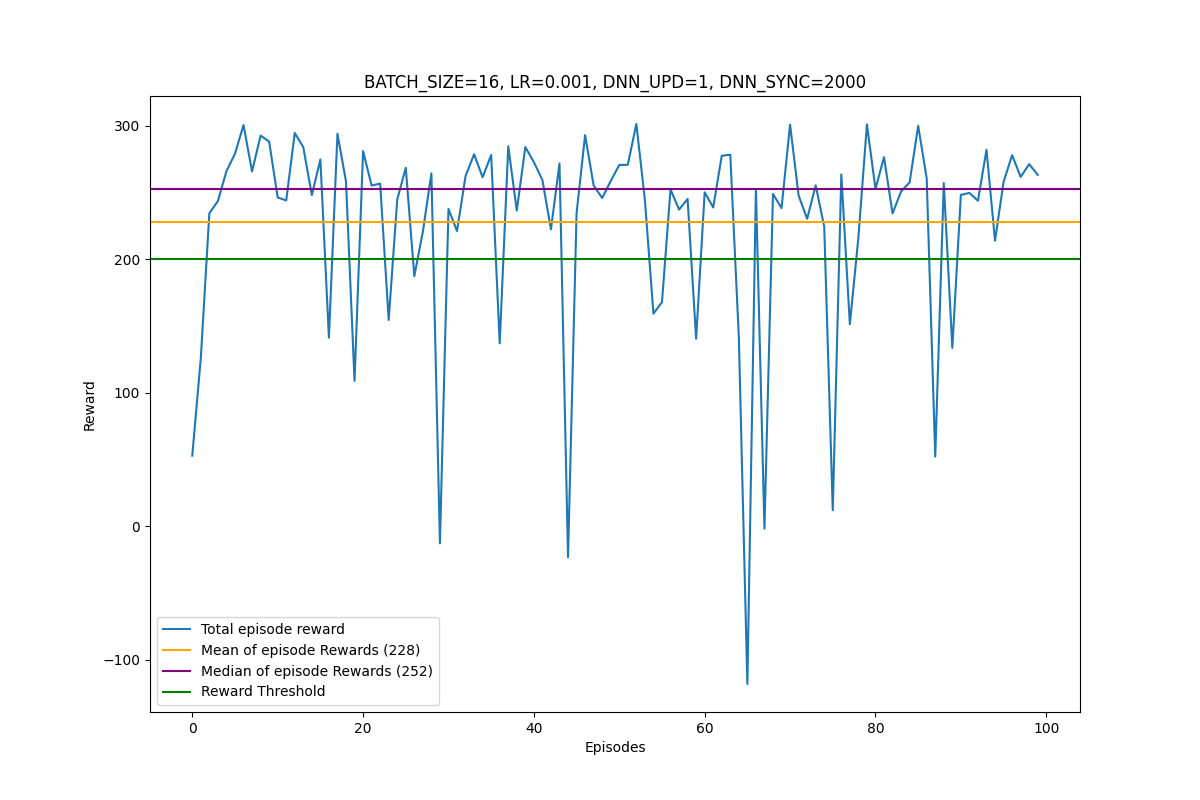 BATCH_SIZE=16, LR=0.001, DNN_UPD=1, DNN_SYNC=2000
300
200
100
0
−100
Reward
Total episode reward
Mean of episode Rewards (228)
Median of episode Rewards (252)
Reward Threshold
0 20 40 60 80 100
Episodes